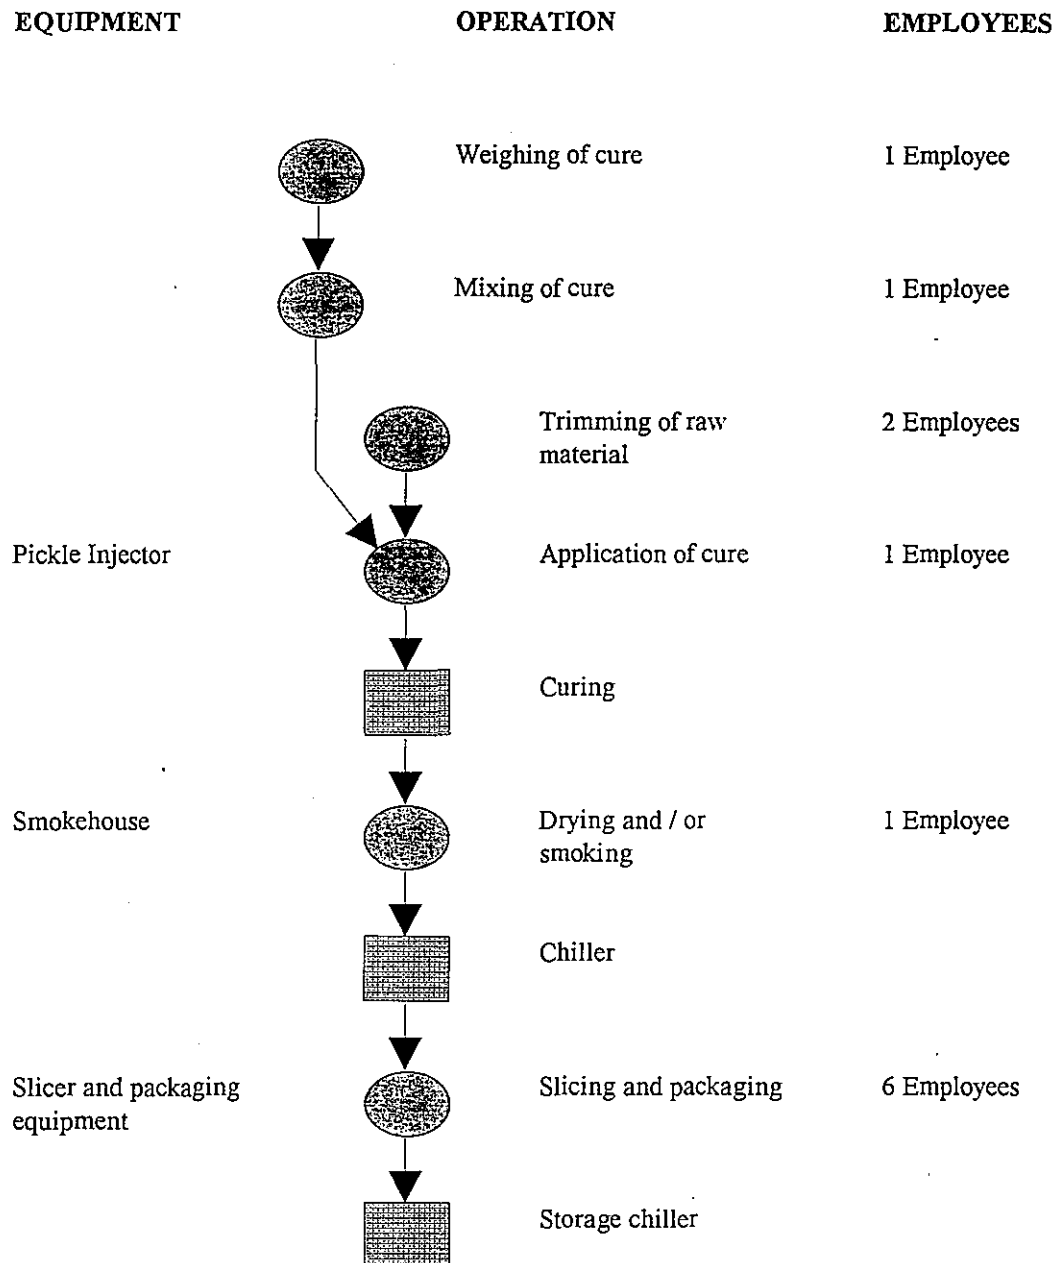 EQUIPMENT OPERATION EMPLOYEES
Weighing of cure 1 Employee
Mixing of cure 1 Employee
Trimming of raw 2 Employees
material
Pickle Injector Application of cure 1 Employee
Curing
Smokehouse Drying and / or 1 Employee
smoking
Chiller
Slicer and packaging Slicing and packaging 6 Employees
equipment
Storage chiller